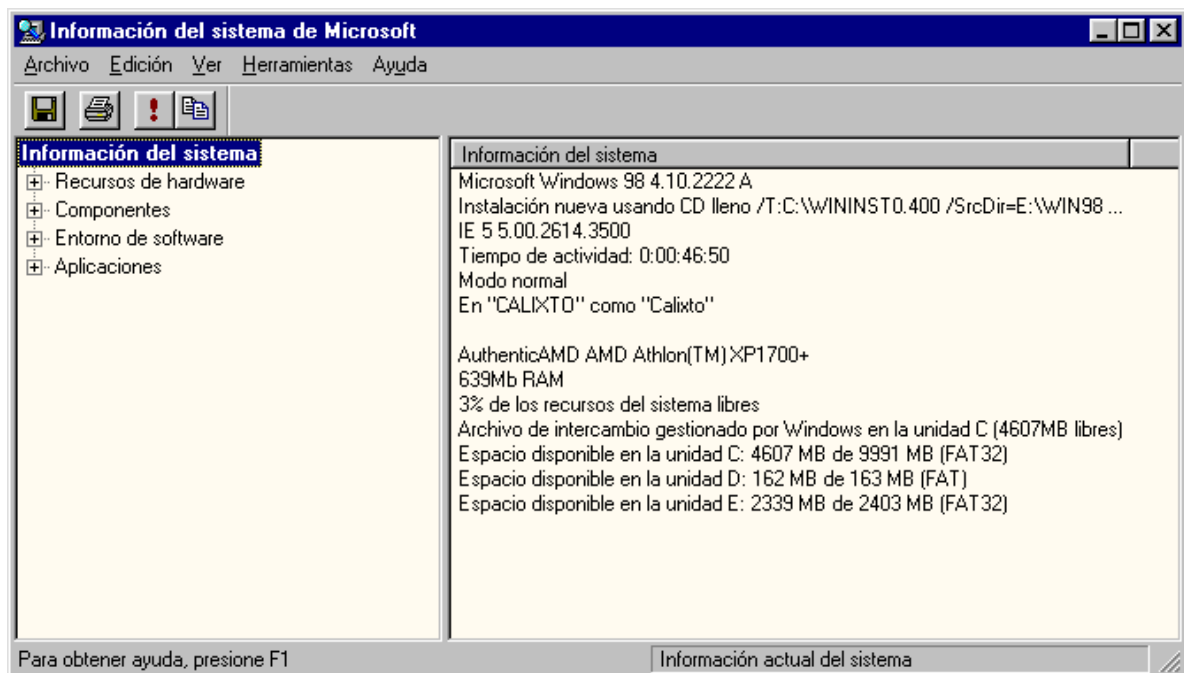 Información del sistema de Microsoft
Archivo Edición Ver Herramientas Ayuda
Información del sistema
Recursos de hardware
Componentes
Entorno de software
Aplicaciones
Información del sistema
Microsoft Windows 98 4.10.2222 A
Instalación nueva usando CD lleno /T:C:\WININST0.400 /SrcDir=E:\WIN98 ...
IE 5 5.00.2614.3500
Tiempo de actividad: 0:00:46:50
Modo normal
En "CALIXTO" como "Calixto"
AuthenticAMD AMD Athlon(TM) XP1700+
639Mb RAM
3% de los recursos del sistema libres
Archivo de intercambio gestionado por Windows en la unidad C (4607MB libres)
Espacio disponible en la unidad C: 4607 MB de 9991 MB (FAT32)
Espacio disponible en la unidad D: 162 MB de 163 MB (FAT)
Espacio disponible en la unidad E: 2339 MB de 2403 MB (FAT32)
Para obtener ayuda, presione F1
Información actual del sistema